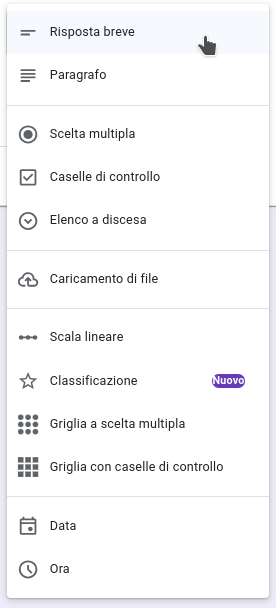 Risposta breve
Paragrafo
Scelta multipla
Caselle di controllo
Elenco a discesa
Caricamento di file
Scala lineare
Classificazione Nuovo
Griglia a scelta multipla
Griglia con caselle di controllo
Data
Ora